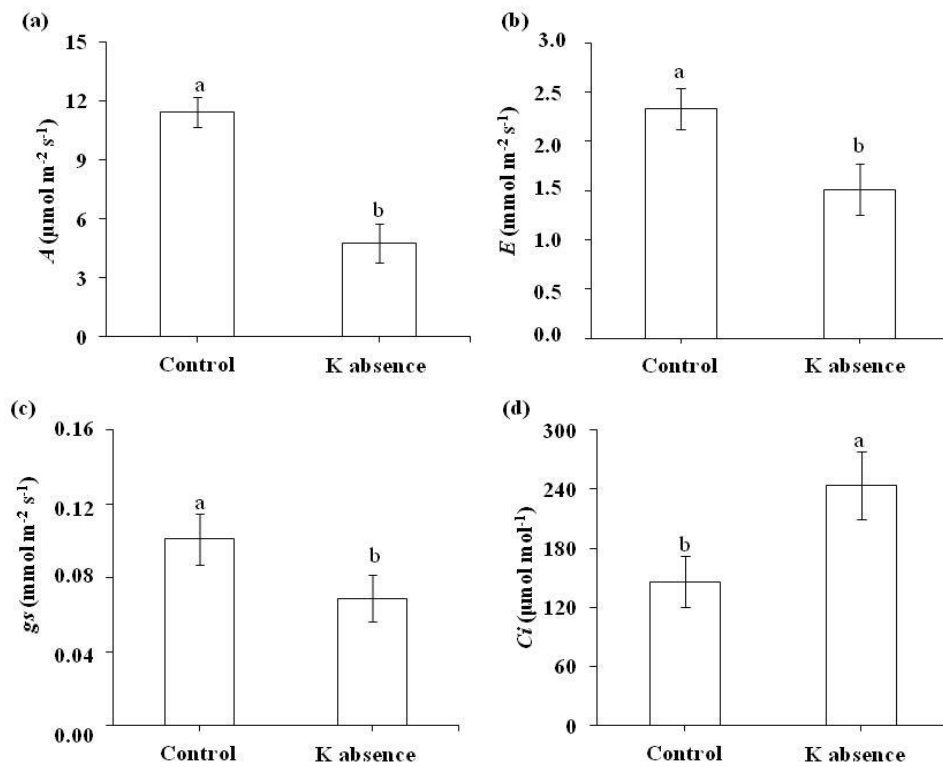 (a)
A (μmol m⁻² s⁻¹)
15
12
9
6
3
0
a
b
Control K absence
(b)
E (mmol m⁻² s⁻¹)
3.0
2.5
2.0
1.5
1.0
0.5
0.0
a
b
Control K absence
(c)
gs (mmol m⁻² s⁻¹)
0.16
0.12
0.08
0.04
0.00
a
b
Control K absence
(d)
Ci (μmol mol⁻¹)
300
240
180
120
60
0
b
a
Control K absence